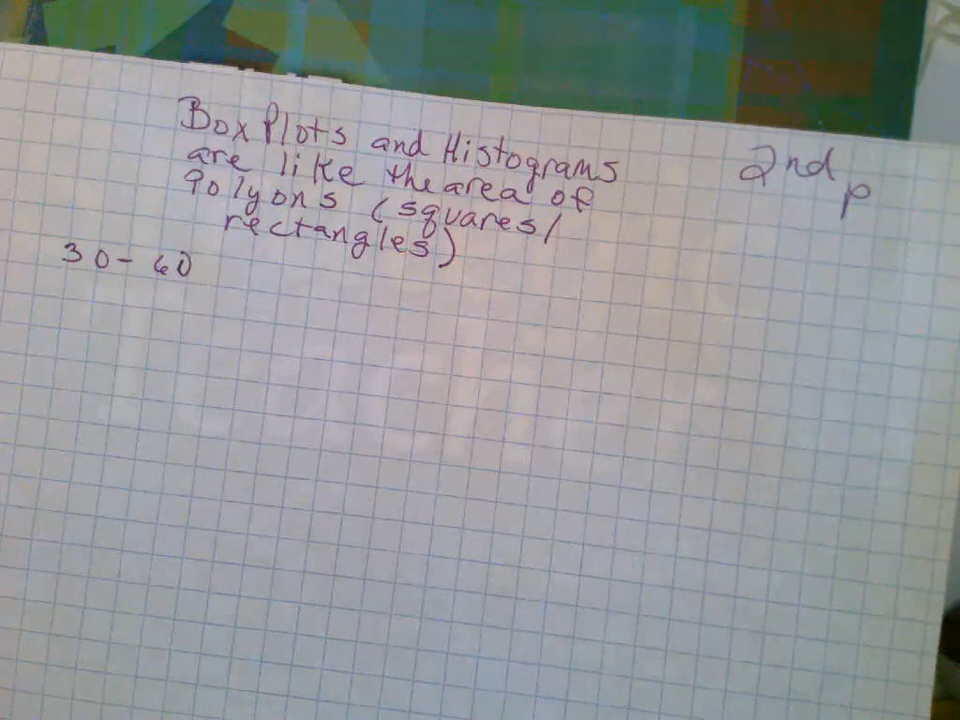 Box Plots and Histograms
are like the area of
Polyons (squares/
rectangles)
2nd p
30-60